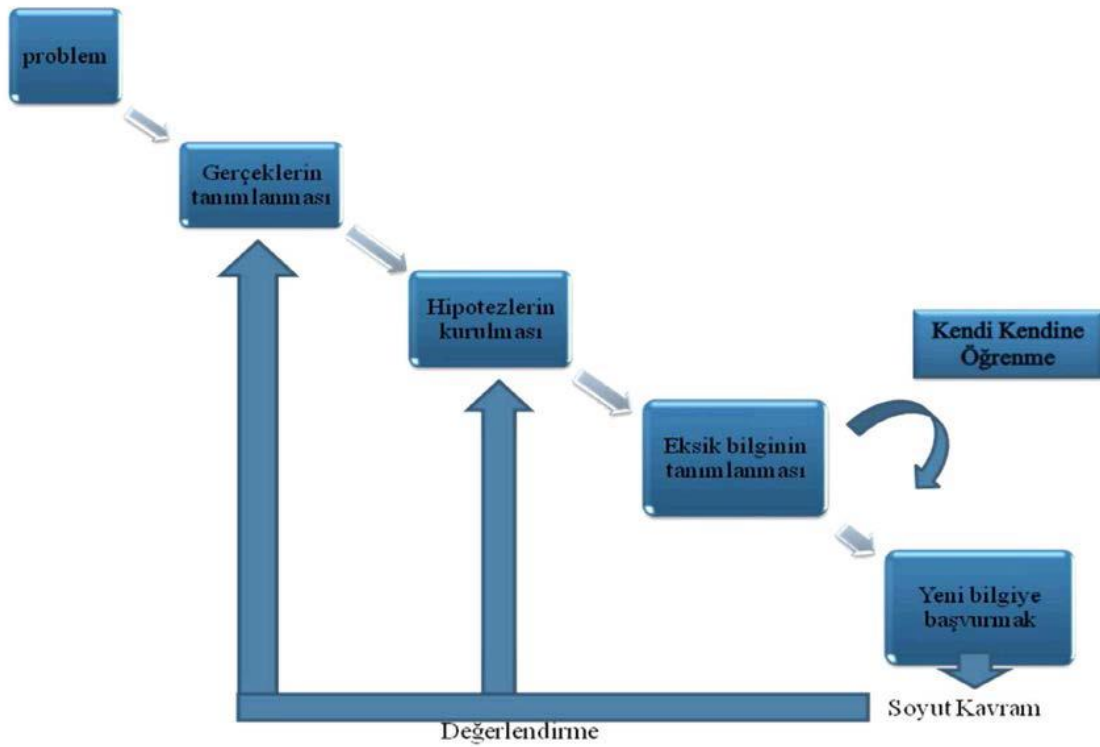 problem
Gerçeklerin
tanımlanması
Hipotezlerin
kurulması
Kendi Kendine
Öğrenme
Eksik bilginin
tanımlanması
Yeni bilgiye
başvurmak
Soyut Kavram
Değerlendirme